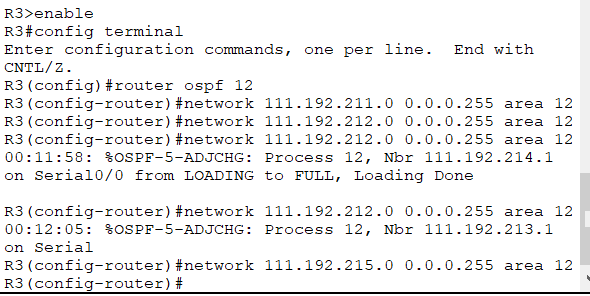 R3>enable
R3#config terminal
Enter configuration commands, one per line.  End with
CNTL/Z.
R3(config)#router ospf 12
R3(config-router)#network 111.192.211.0 0.0.0.255 area 12
R3(config-router)#network 111.192.212.0 0.0.0.255 area 12
R3(config-router)#network 111.192.212.0 0.0.0.255 area 12
00:11:58: %OSPF-5-ADJCHG: Process 12, Nbr 111.192.214.1
on Serial0/0 from LOADING to FULL, Loading Done
R3(config-router)#network 111.192.212.0 0.0.0.255 area 12
00:12:05: %OSPF-5-ADJCHG: Process 12, Nbr 111.192.213.1
on Serial
R3(config-router)#network 111.192.215.0 0.0.0.255 area 12
R3(config-router)#